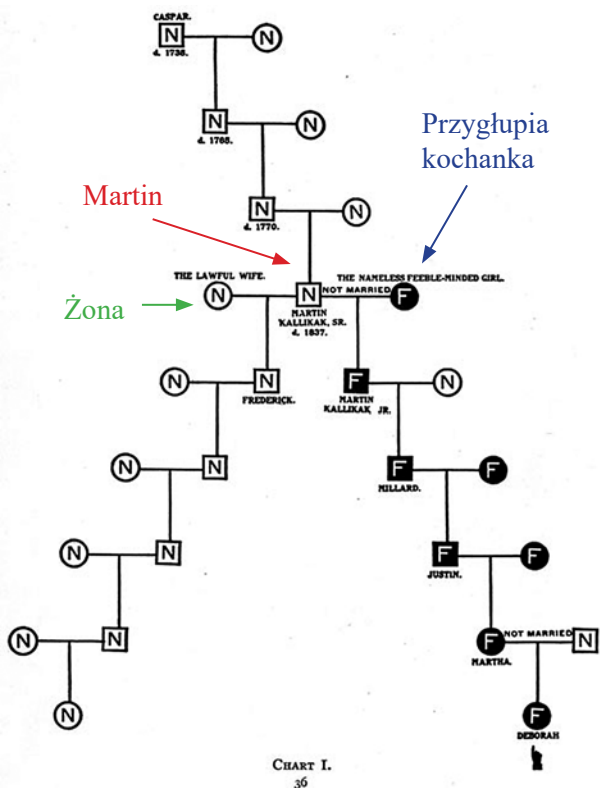 CASPAR.
N N
d. 1735.
N N
d. 1765.
Przygłupia
kochanka
Martin
N N
d. 1770.
THE LAWFUL WIFE. THE NAMELESS FEEBLE-MINDED GIRL.
Żona
N N NOT MARRIED F
MARTIN
KALLIKAK, SR.
d. 1837.
N N F N
FREDERICK. MARTIN
KALLIKAK, JR.
N N F F
MILLARD.
N N F F
JUSTIN.
N N F NOT MARRIED N
MARTHA.
N F
DEBORAH
CHART I.
36